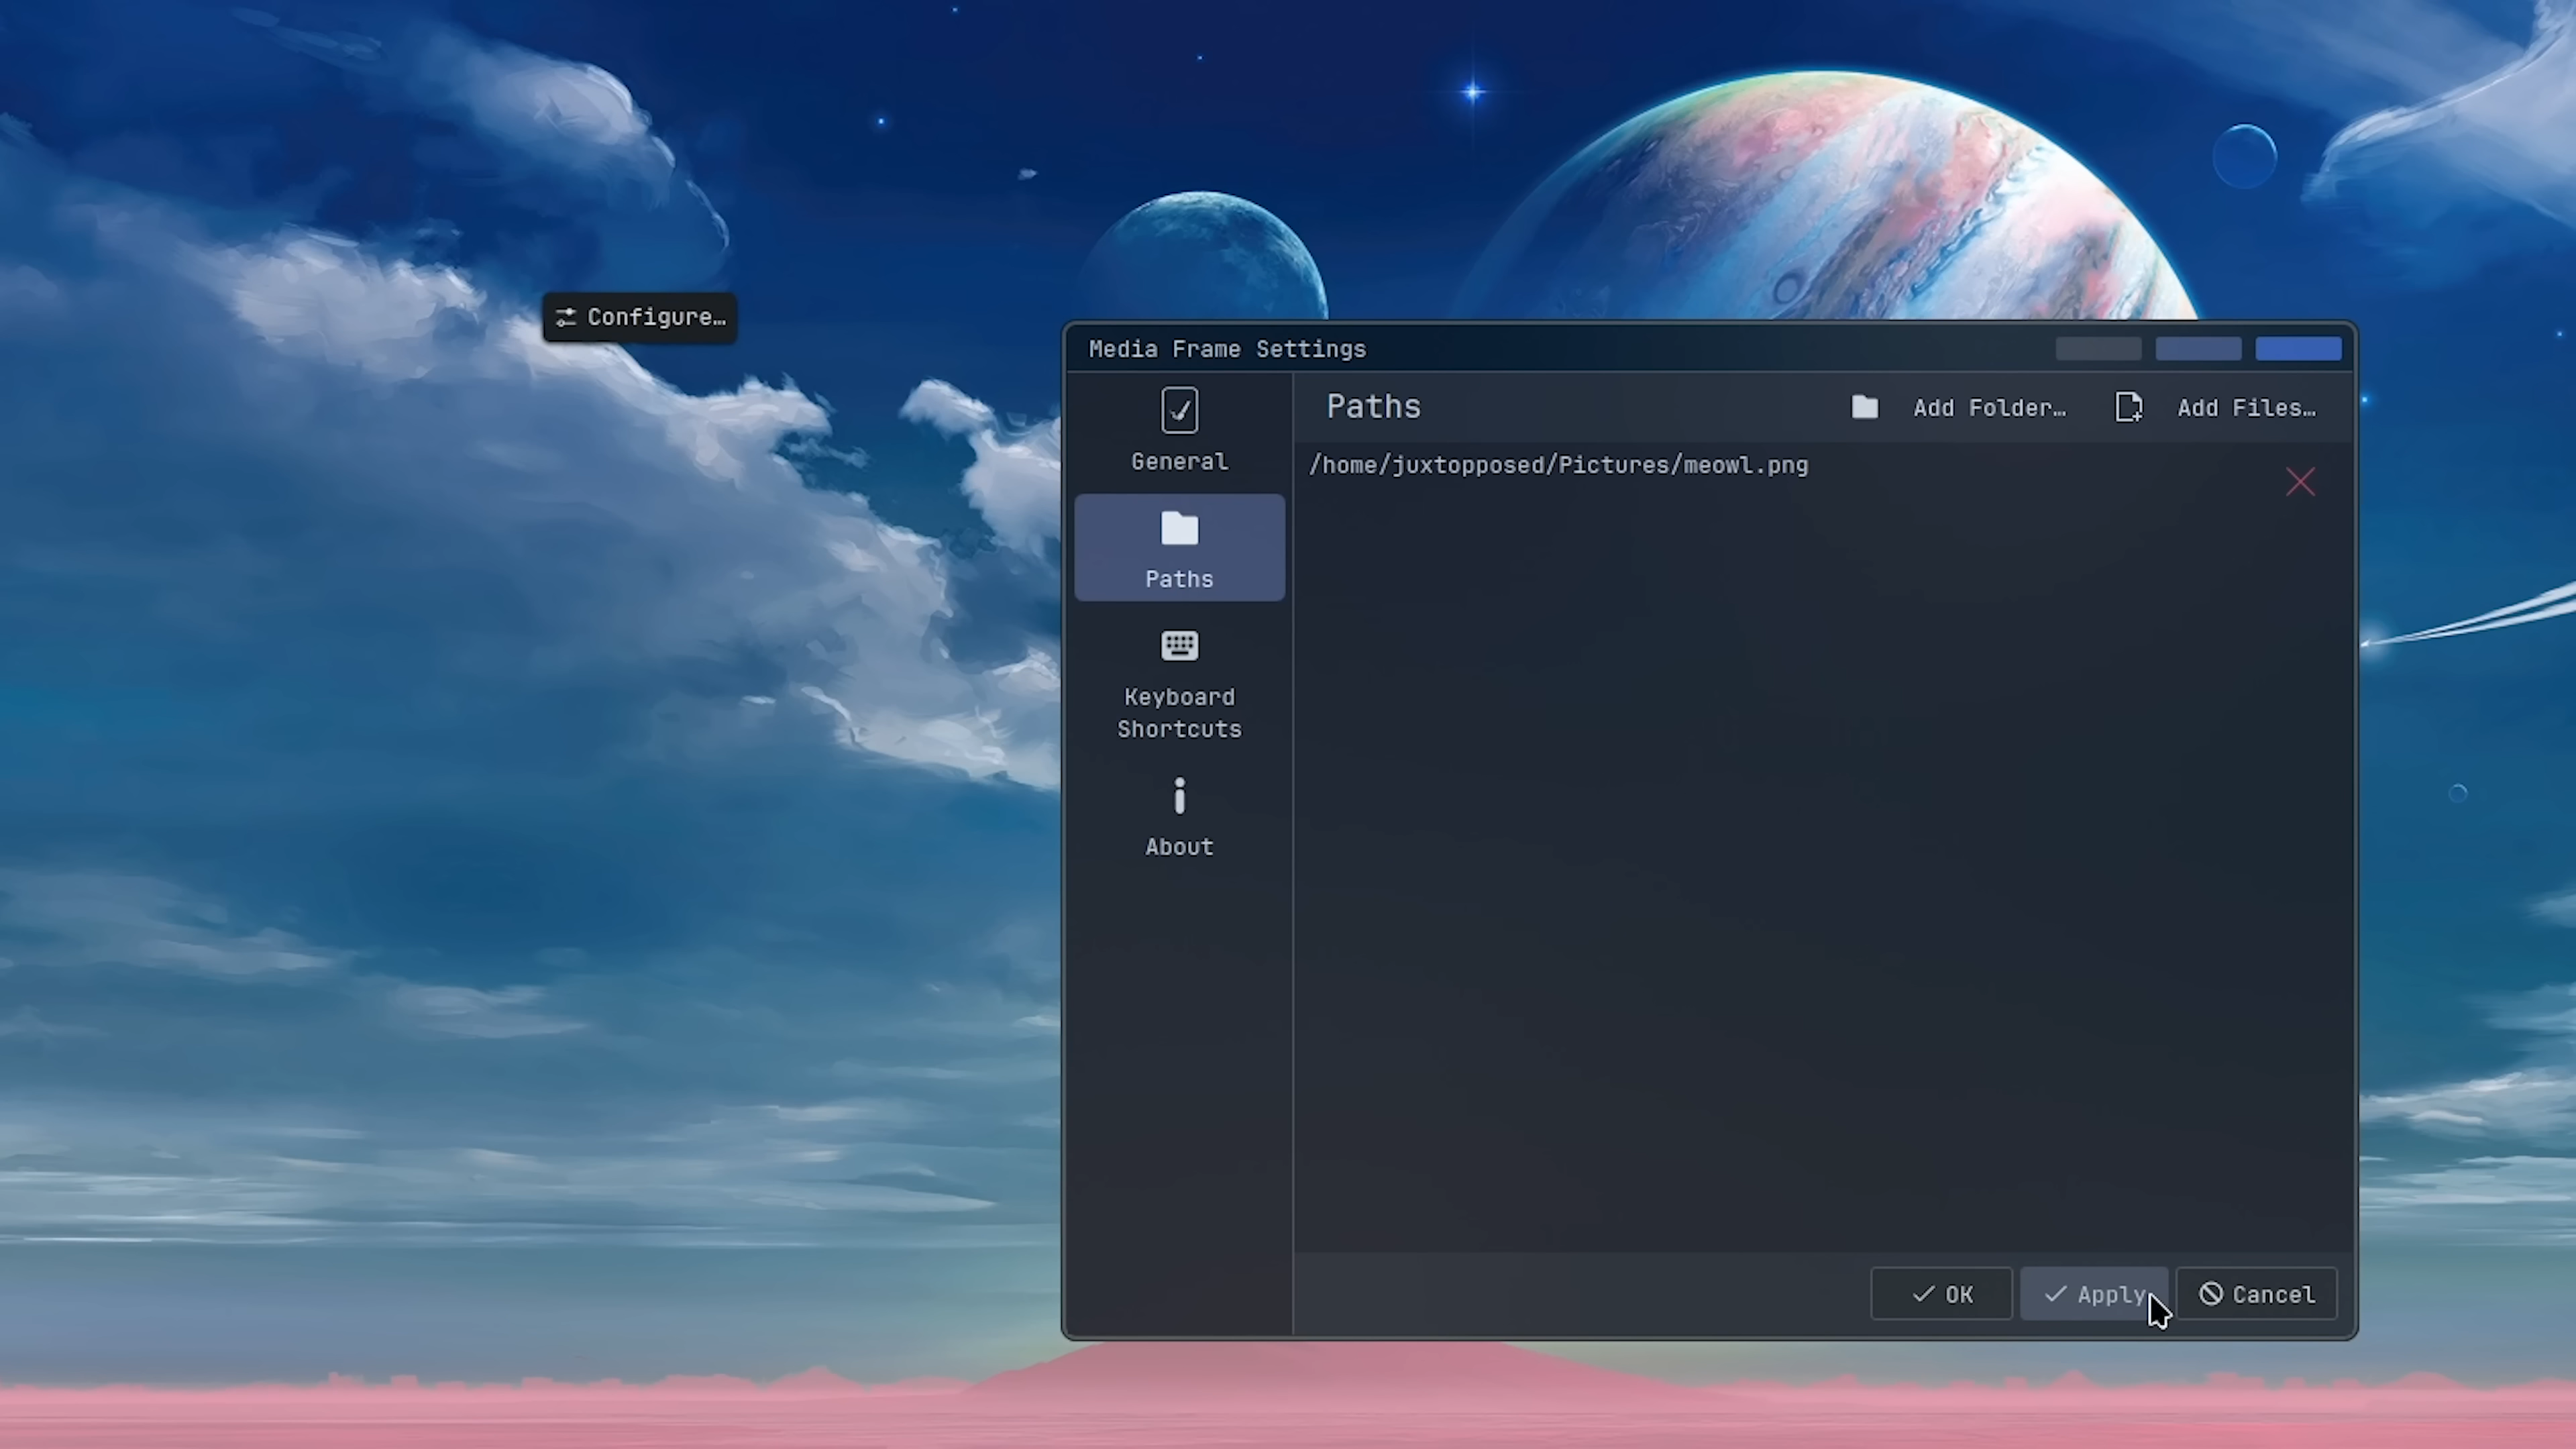 Configure…
Media Frame Settings
General
Paths
Keyboard
Shortcuts
About
Paths
Add Folder…
Add Files…
/home/juxtopposed/Pictures/meowl.png
OK
Apply
Cancel